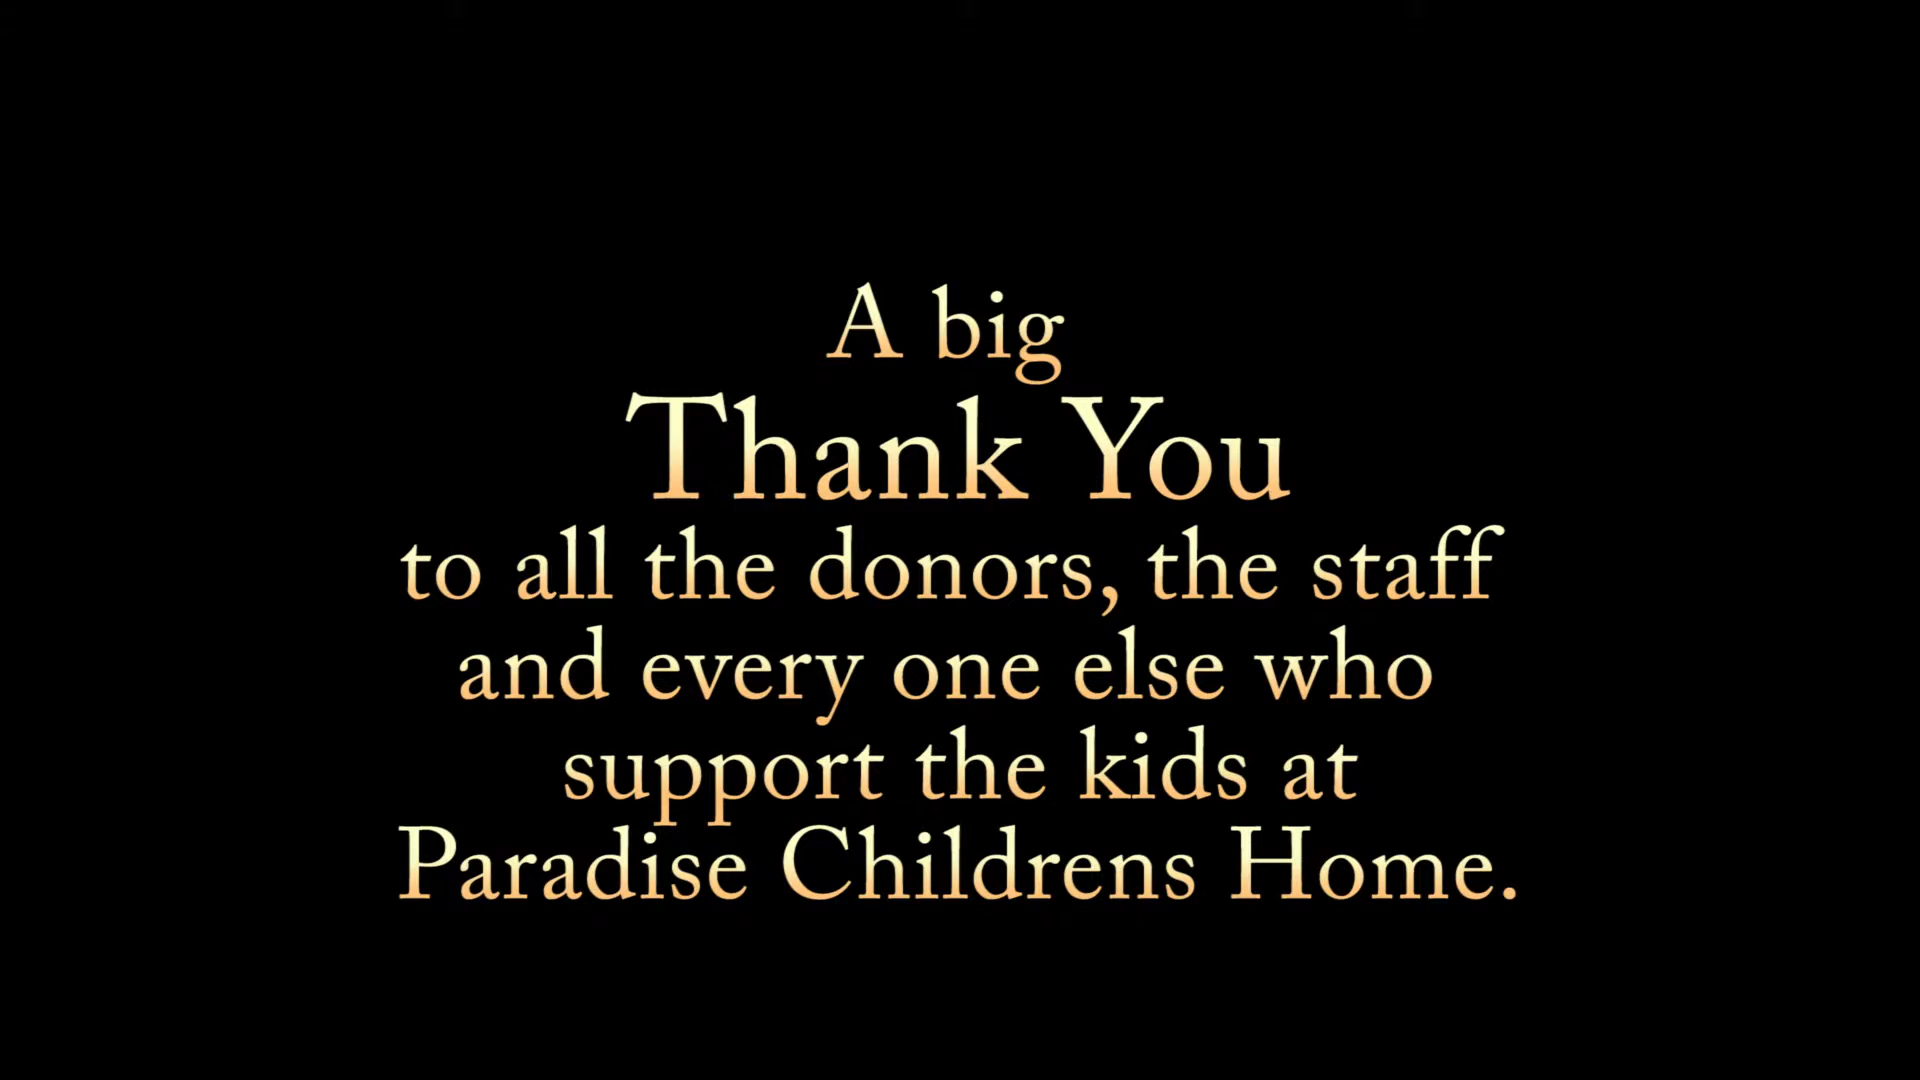 A big
Thank You
to all the donors, the staff
and every one else who
support the kids at
Paradise Childrens Home.